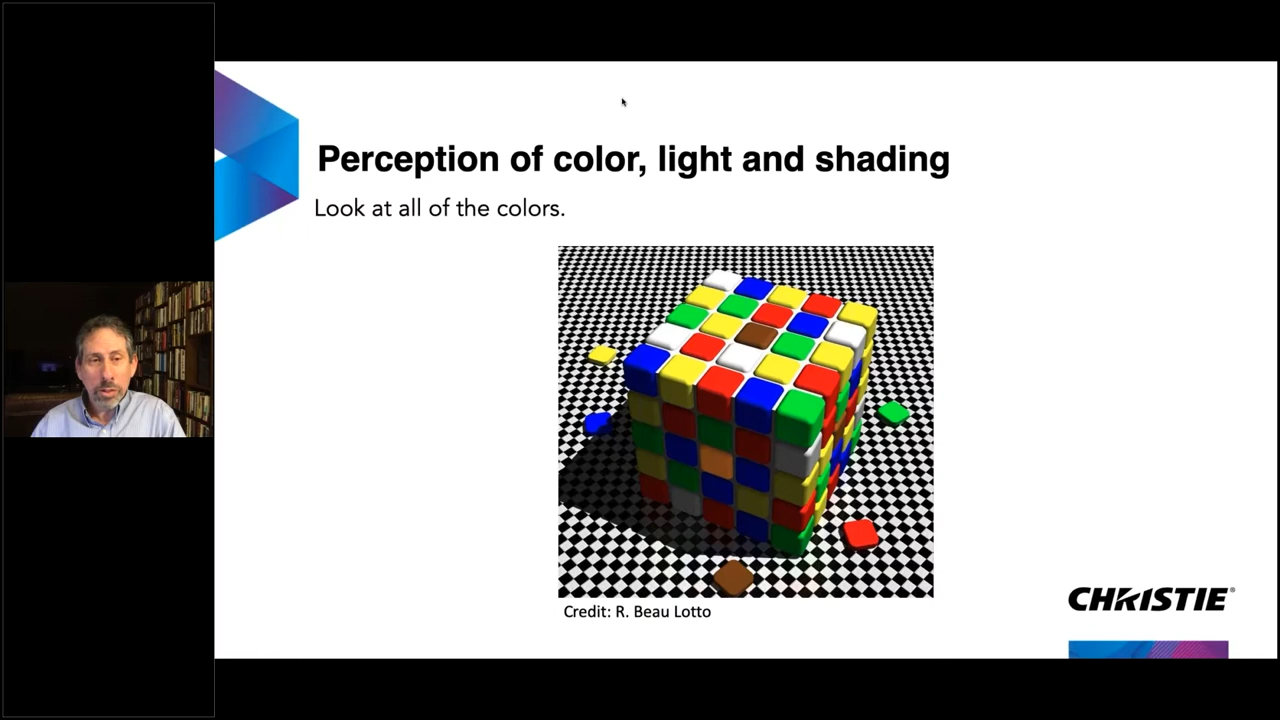 Perception of color, light and shading
Look at all of the colors.
Credit: R. Beau Lotto
CHRISTIE®